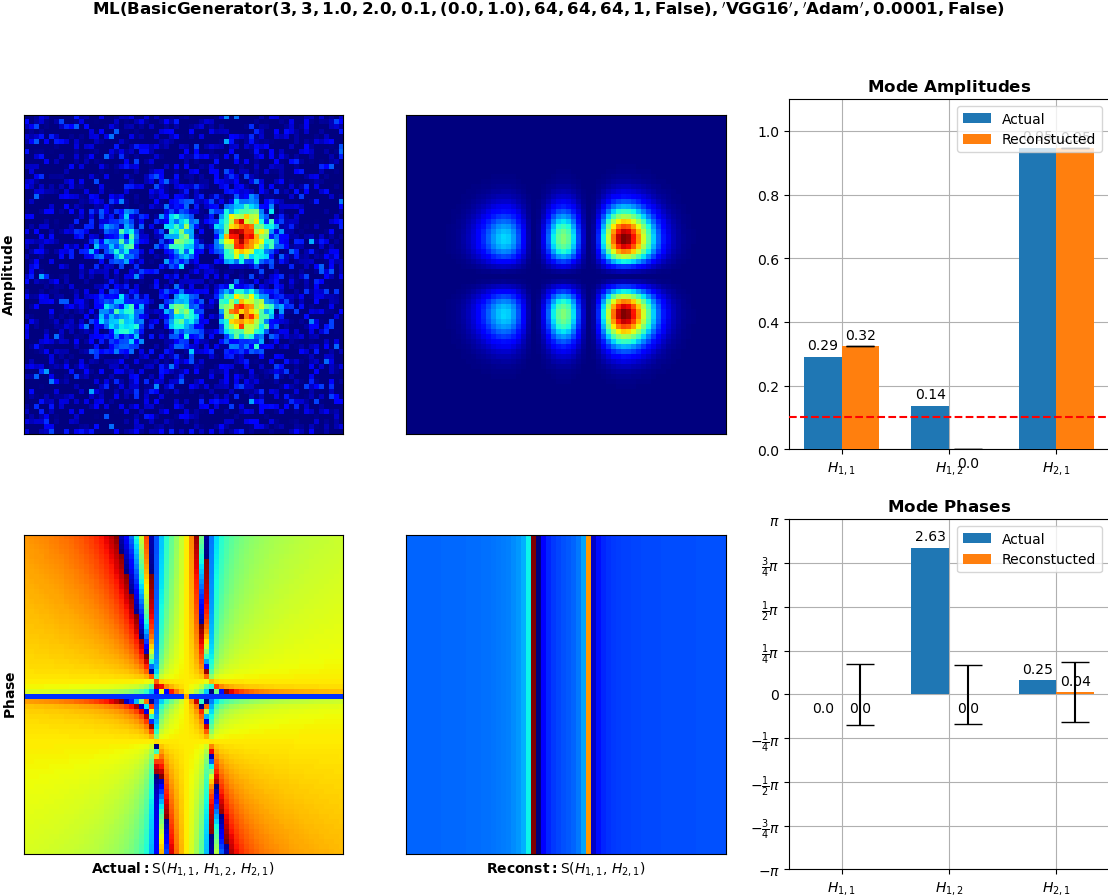 ML(BasicGenerator(3, 3, 1.0, 2.0, 0.1, (0.0, 1.0), 64, 64, 64, 1, False), ′VGG16′, ′Adam′, 0.0001, False)
Mode Amplitudes
Amplitude
Actual
Reconstucted
1.0
0.8
0.6
0.4
0.2
0.0
0.29
0.32
0.14
0.0
H1,1
H1,2
H2,1
Mode Phases
Phase
Actual
Reconstucted
π
3/4π
1/2π
1/4π
0
−1/4π
−1/2π
−3/4π
−π
0.0
0.0
2.63
0.0
0.25
0.04
H1,1
H1,2
H2,1
Actual: S(H1,1, H1,2, H2,1)
Reconst: S(H1,1, H2,1)